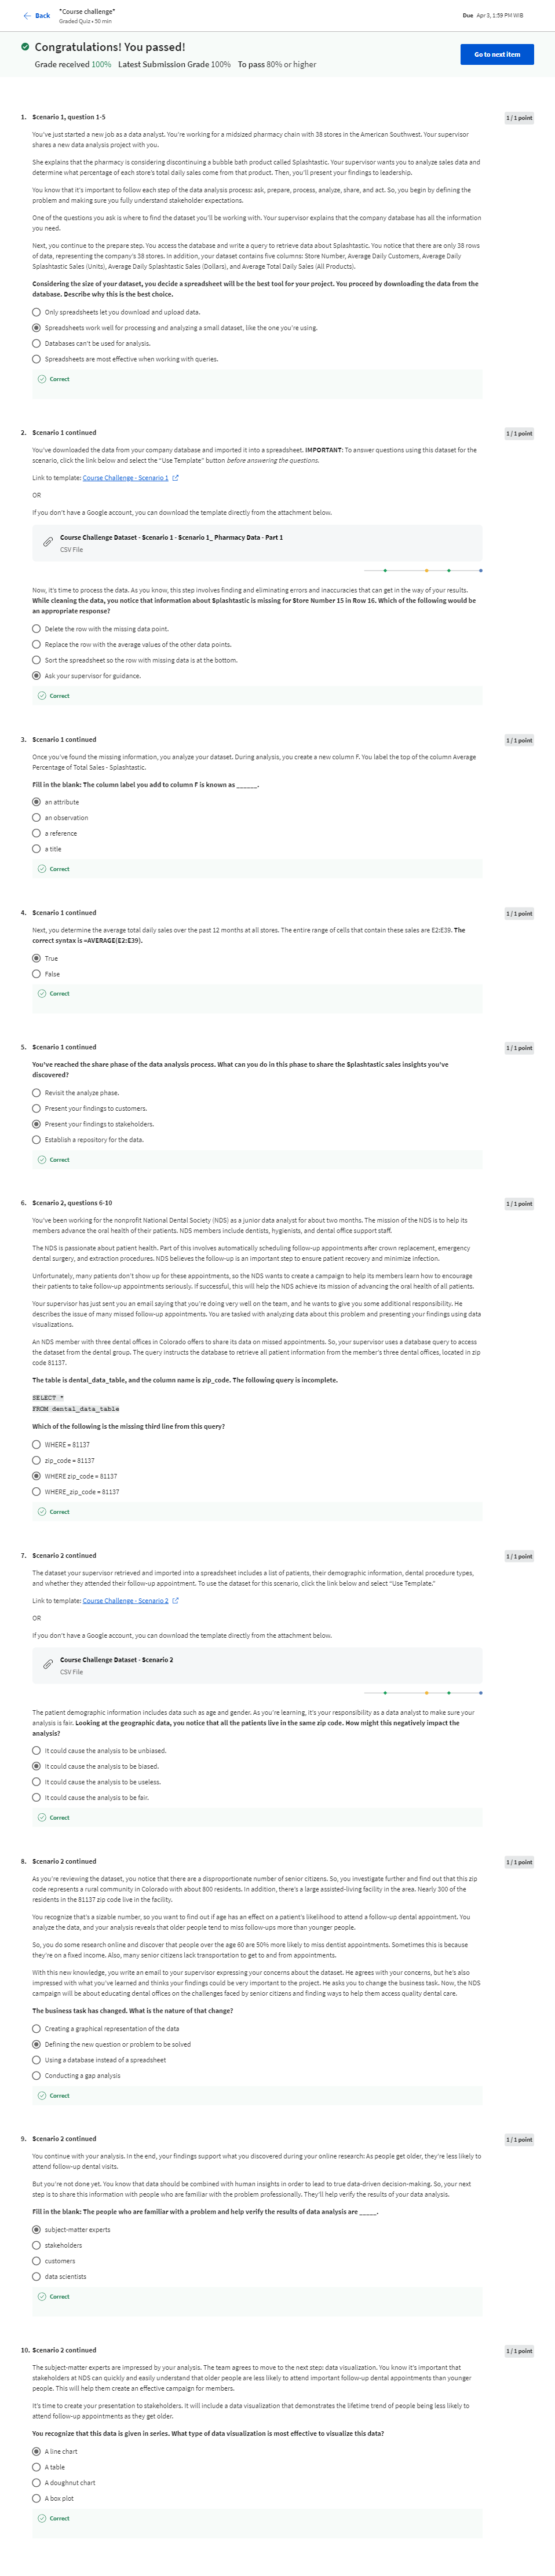 Back
"Course challenge"
Graded Quiz • 50 min
Due Apr 3, 1:59 PM WIB
Congratulations! You passed!
Grade received 100% Latest Submission Grade 100% To pass 80% or higher
Go to next item
1. Scenario 1, question 1-5
1 / 1 point
You've just started a new job as a data analyst. You're working for a midsized pharmacy chain with 38 stores in the American Southwest. Your supervisor
shares a new data analysis project with you.
She explains that the pharmacy is considering discontinuing a bubble bath product called Splashtastic. Your supervisor wants you to analyze sales data and
determine what percentage of each store's total daily sales come from that product. Then, you'll present your findings to leadership.
You know that it's important to follow each step of the data analysis process: ask, prepare, process, analyze, share, and act. So, you begin by defining the
problem and making sure you fully understand stakeholder expectations.
One of the questions you ask is where to find the dataset you'll be working with. Your supervisor explains that the company database has all the information
you need.
Next, you continue to the prepare step. You access the database and write a query to retrieve data about Splashtastic. You notice that there are only 38 rows
of data, representing the company's 38 stores. In addition, your dataset contains five columns: Store Number, Average Daily Customers, Average Daily
Splashtastic Sales (Units), Average Daily Splashtastic Sales (Dollars), and Average Total Daily Sales (All Products).
Considering the size of your dataset, you decide a spreadsheet will be the best tool for your project. You proceed by downloading the data from the
database. Describe why this is the best choice.
Only spreadsheets let you download and upload data.
Spreadsheets work well for processing and analyzing a small dataset, like the one you're using.
Databases can't be used for analysis.
Spreadsheets are most effective when working with queries.
Correct
2. Scenario 1 continued
1 / 1 point
You've downloaded the data from your company database and imported it into a spreadsheet. IMPORTANT: To answer questions using this dataset for the
scenario, click the link below and select the "Use Template" button before answering the questions.
Link to template: Course Challenge - Scenario 1
OR
If you don't have a Google account, you can download the template directly from the attachment below.
Course Challenge Dataset - Scenario 1 - Scenario 1_ Pharmacy Data - Part 1
CSV File
Now, it's time to process the data. As you know, this step involves finding and eliminating errors and inaccuracies that can get in the way of your results.
While cleaning the data, you notice that information about Splashtastic is missing for Store Number 15 in Row 16. Which of the following would be
an appropriate response?
Delete the row with the missing data point.
Replace the row with the average values of the other data points.
Sort the spreadsheet so the row with missing data is at the bottom.
Ask your supervisor for guidance.
Correct
3. Scenario 1 continued
1 / 1 point
Once you've found the missing information, you analyze your dataset. During analysis, you create a new column F. You label the top of the column Average
Percentage of Total Sales - Splashtastic.
Fill in the blank: The column label you add to column F is known as ______.
an attribute
an observation
a reference
a title
Correct
4. Scenario 1 continued
1 / 1 point
Next, you determine the average total daily sales over the past 12 months at all stores. The entire range of cells that contain these sales are E2:E39. The
correct syntax is =AVERAGE(E2:E39).
True
False
Correct
5. Scenario 1 continued
1 / 1 point
You've reached the share phase of the data analysis process. What can you do in this phase to share the Splashtastic sales insights you've
discovered?
Revisit the analyze phase.
Present your findings to customers.
Present your findings to stakeholders.
Establish a repository for the data.
Correct
6. Scenario 2, questions 6-10
1 / 1 point
You've been working for the nonprofit National Dental Society (NDS) as a junior data analyst for about two months. The mission of the NDS is to help its
members advance the oral health of their patients. NDS members include dentists, hygienists, and dental office support staff.
The NDS is passionate about patient health. Part of this involves automatically scheduling follow-up appointments after crown replacement, emergency
dental surgery, and extraction procedures. NDS believes the follow-up is an important step to ensure patient recovery and minimize infection.
Unfortunately, many patients don't show up for these appointments, so the NDS wants to create a campaign to help its members learn how to encourage
their patients to take follow-up appointments seriously. If successful, this will help the NDS achieve its mission of advancing the oral health of all patients.
Your supervisor has just sent you an email saying that you're doing very well on the team, and he wants to give you some additional responsibility. He
describes the issue of many missed follow-up appointments. You are tasked with analyzing data about this problem and presenting your findings using data
visualizations.
An NDS member with three dental offices in Colorado offers to share its data on missed appointments. So, your supervisor uses a database query to access
the dataset from the dental group. The query instructs the database to retrieve all patient information from the member's three dental offices, located in zip
code 81137.
The table is dental_data_table, and the column name is zip_code. The following query is incomplete.
SELECT *
FROM dental_data_table
Which of the following is the missing third line from this query?
WHERE = 81137
zip_code = 81137
WHERE zip_code = 81137
WHERE_zip_code = 81137
Correct
7. Scenario 2 continued
1 / 1 point
The dataset your supervisor retrieved and imported into a spreadsheet includes a list of patients, their demographic information, dental procedure types,
and whether they attended their follow-up appointment. To use the dataset for this scenario, click the link below and select "Use Template."
Link to template: Course Challenge - Scenario 2
OR
If you don't have a Google account, you can download the template directly from the attachment below.
Course Challenge Dataset - Scenario 2
CSV File
The patient demographic information includes data such as age and gender. As you're learning, it's your responsibility as a data analyst to make sure your
analysis is fair. Looking at the geographic data, you notice that all the patients live in the same zip code. How might this negatively impact the
analysis?
It could cause the analysis to be unbiased.
It could cause the analysis to be biased.
It could cause the analysis to be useless.
It could cause the analysis to be fair.
Correct
8. Scenario 2 continued
1 / 1 point
As you're reviewing the dataset, you notice that there are a disproportionate number of senior citizens. So, you investigate further and find out that this zip
code represents a rural community in Colorado with about 800 residents. In addition, there's a large assisted-living facility in the area. Nearly 300 of the
residents in the 81137 zip code live in the facility.
You recognize that's a sizable number, so you want to find out if age has an effect on a patient's likelihood to attend a follow-up dental appointment. You
analyze the data, and your analysis reveals that older people tend to miss follow-ups more than younger people.
So, you do some research online and discover that people over the age 60 are 50% more likely to miss dentist appointments. Sometimes this is because
they're on a fixed income. Also, many senior citizens lack transportation to get to and from appointments.
With this new knowledge, you write an email to your supervisor expressing your concerns about the dataset. He agrees with your concerns, but he's also
impressed with what you've learned and thinks your findings could be very important to the project. He asks you to change the business task. Now, the NDS
campaign will be about educating dental offices on the challenges faced by senior citizens and finding ways to help them access quality dental care.
The business task has changed. What is the nature of that change?
Creating a graphical representation of the data
Defining the new question or problem to be solved
Using a database instead of a spreadsheet
Conducting a gap analysis
Correct
9. Scenario 2 continued
1 / 1 point
You continue with your analysis. In the end, your findings support what you discovered during your online research: As people get older, they're less likely to
attend follow-up dental visits.
But you're not done yet. You know that data should be combined with human insights in order to lead to true data-driven decision-making. So, your next
step is to share this information with people who are familiar with the problem professionally. They'll help verify the results of your data analysis.
Fill in the blank: The people who are familiar with a problem and help verify the results of data analysis are _____.
subject-matter experts
stakeholders
customers
data scientists
Correct
10. Scenario 2 continued
1 / 1 point
The subject-matter experts are impressed by your analysis. The team agrees to move to the next step: data visualization. You know it's important that
stakeholders at NDS can quickly and easily understand that older people are less likely to attend important follow-up dental appointments than younger
people. This will help them create an effective campaign for members.
It's time to create your presentation to stakeholders. It will include a data visualization that demonstrates the lifetime trend of people being less likely to
attend follow-up appointments as they get older.
You recognize that this data is given in series. What type of data visualization is most effective to visualize this data?
A line chart
A table
A doughnut chart
A box plot
Correct